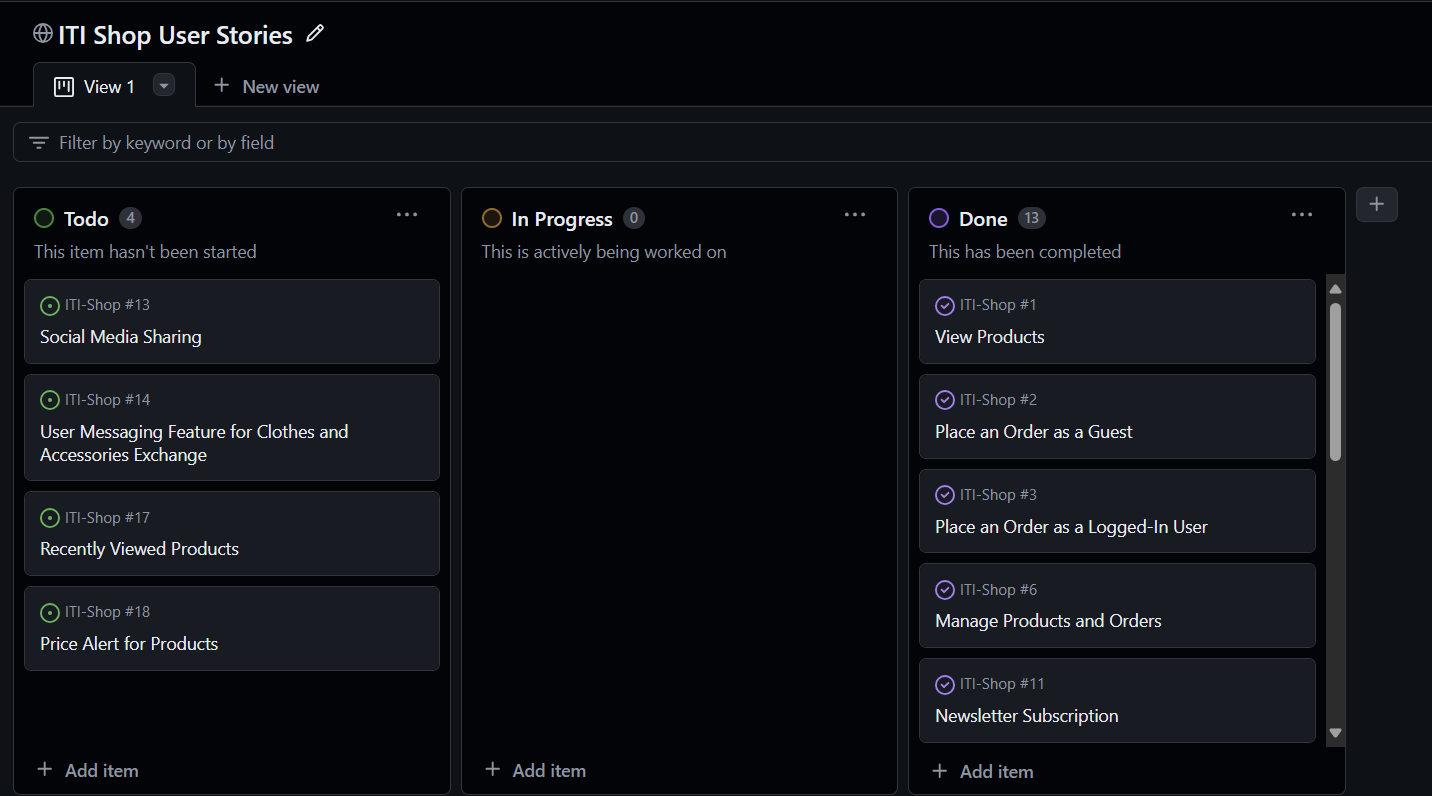 ITI Shop User Stories
View 1
New view
Filter by keyword or by field
Todo 4
This item hasn't been started
ITI-Shop #13
Social Media Sharing
ITI-Shop #14
User Messaging Feature for Clothes and
Accessories Exchange
ITI-Shop #17
Recently Viewed Products
ITI-Shop #18
Price Alert for Products
Add item
In Progress 0
This is actively being worked on
Add item
Done 13
This has been completed
ITI-Shop #1
View Products
ITI-Shop #2
Place an Order as a Guest
ITI-Shop #3
Place an Order as a Logged-In User
ITI-Shop #6
Manage Products and Orders
ITI-Shop #11
Newsletter Subscription
Add item